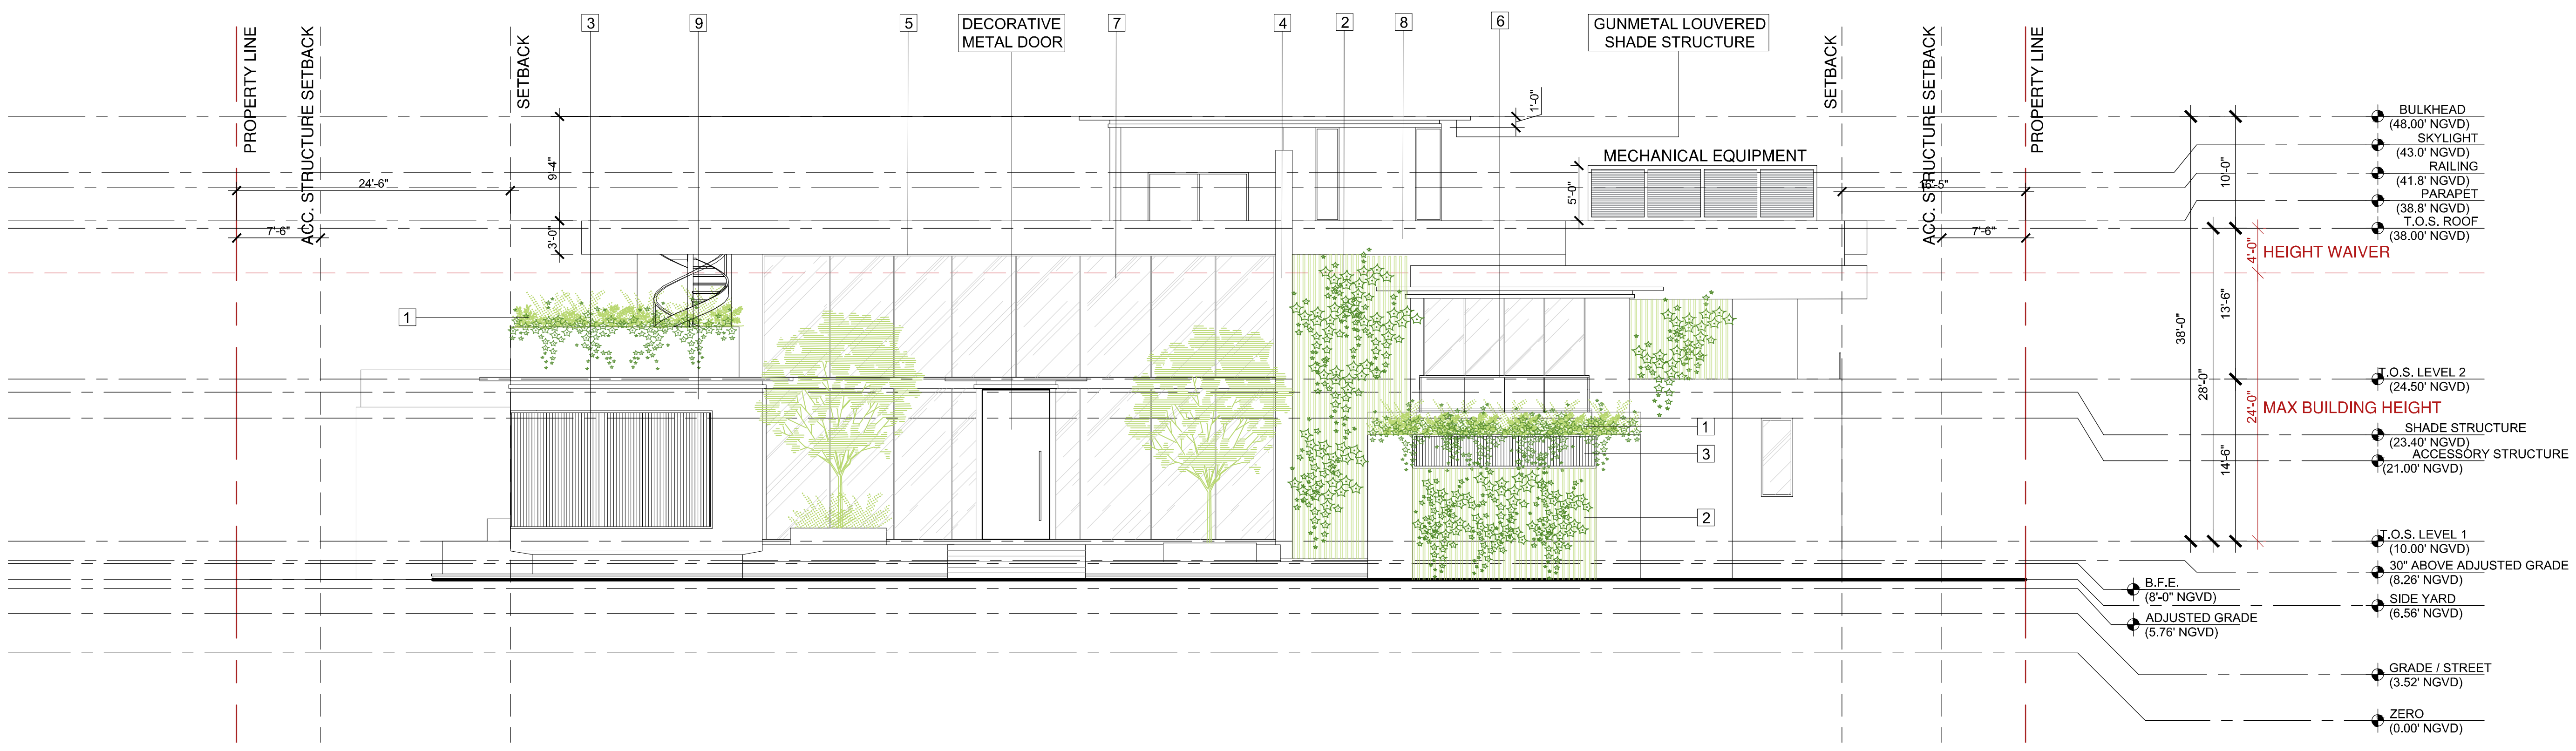 3
9
5
DECORATIVE
METAL DOOR
7
4
2
8
6
GUNMETAL LOUVERED
SHADE STRUCTURE
PROPERTY LINE
ACC. STRUCTURE SETBACK
SETBACK
SETBACK
ACC. STRUCTURE SETBACK
PROPERTY LINE
24'-6"
7'-6"
9'-4"
3'-0"
1'-0"
MECHANICAL EQUIPMENT
5'-0"
16'-5"
7'-6"
1
1
3
2
BULKHEAD
(48.00' NGVD)
SKYLIGHT
(43.0' NGVD)
RAILING
(41.8' NGVD)
PARAPET
(38.8' NGVD)
T.O.S. ROOF
(38.00' NGVD)
10'-0"
4'-0"
HEIGHT WAIVER
13'-6"
38'-0"
28'-0"
24'-0"
MAX BUILDING HEIGHT
14'-6"
T.O.S. LEVEL 2
(24.50' NGVD)
SHADE STRUCTURE
(23.40' NGVD)
ACCESSORY STRUCTURE
(21.00' NGVD)
T.O.S. LEVEL 1
(10.00' NGVD)
30" ABOVE ADJUSTED GRADE
(8.26' NGVD)
B.F.E.
(8'-0" NGVD)
SIDE YARD
(6.56' NGVD)
ADJUSTED GRADE
(5.76' NGVD)
GRADE / STREET
(3.52' NGVD)
ZERO
(0.00' NGVD)